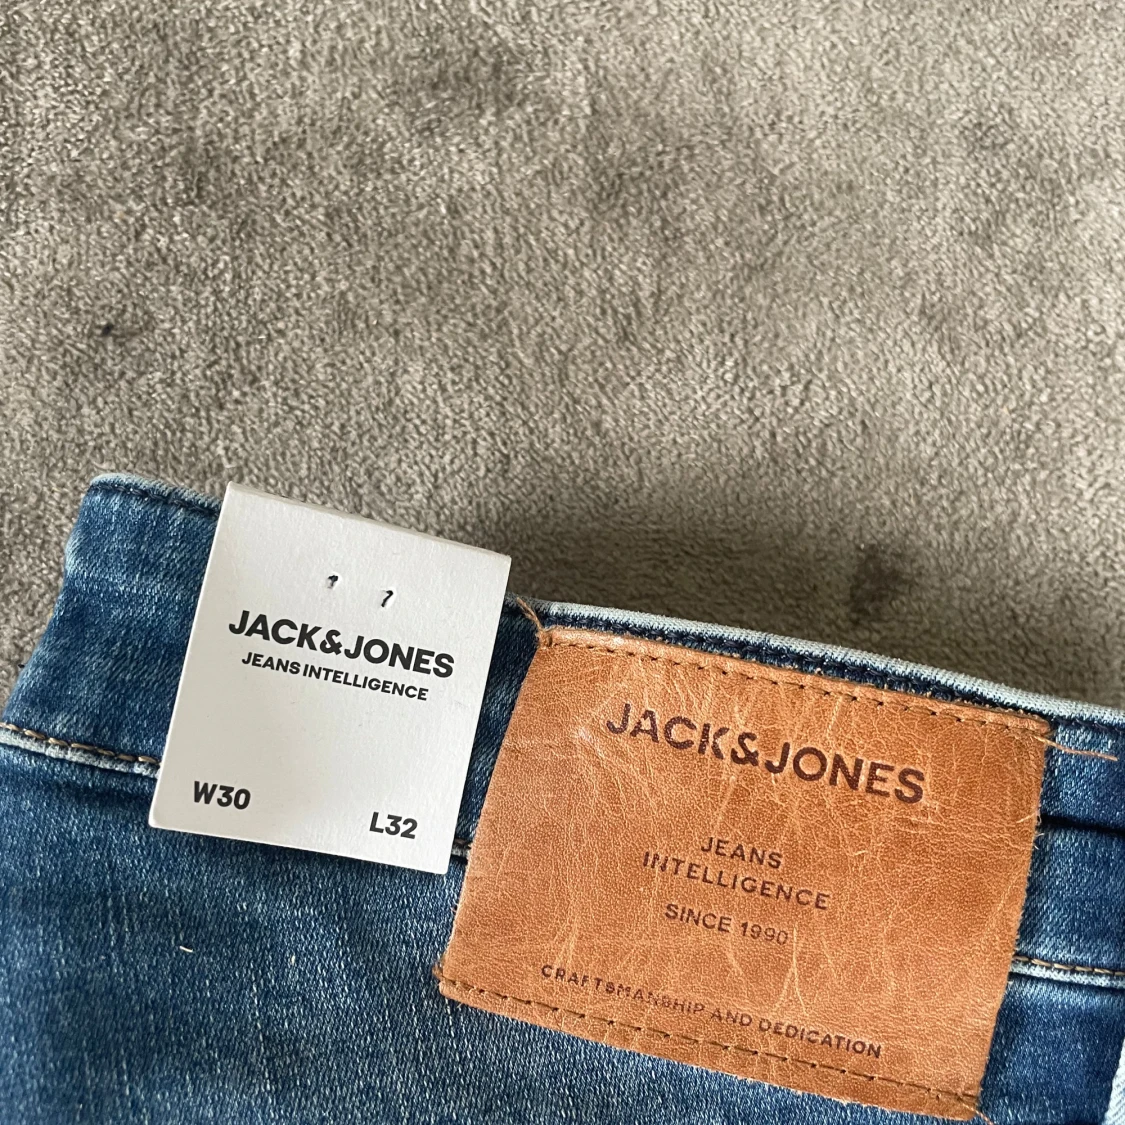 JACK&JONES
JEANS INTELLIGENCE
W30
L32
JACK&JONES
JEANS
INTELLIGENCE
SINCE 1990
CRAFTSMANSHIP AND DEDICATION